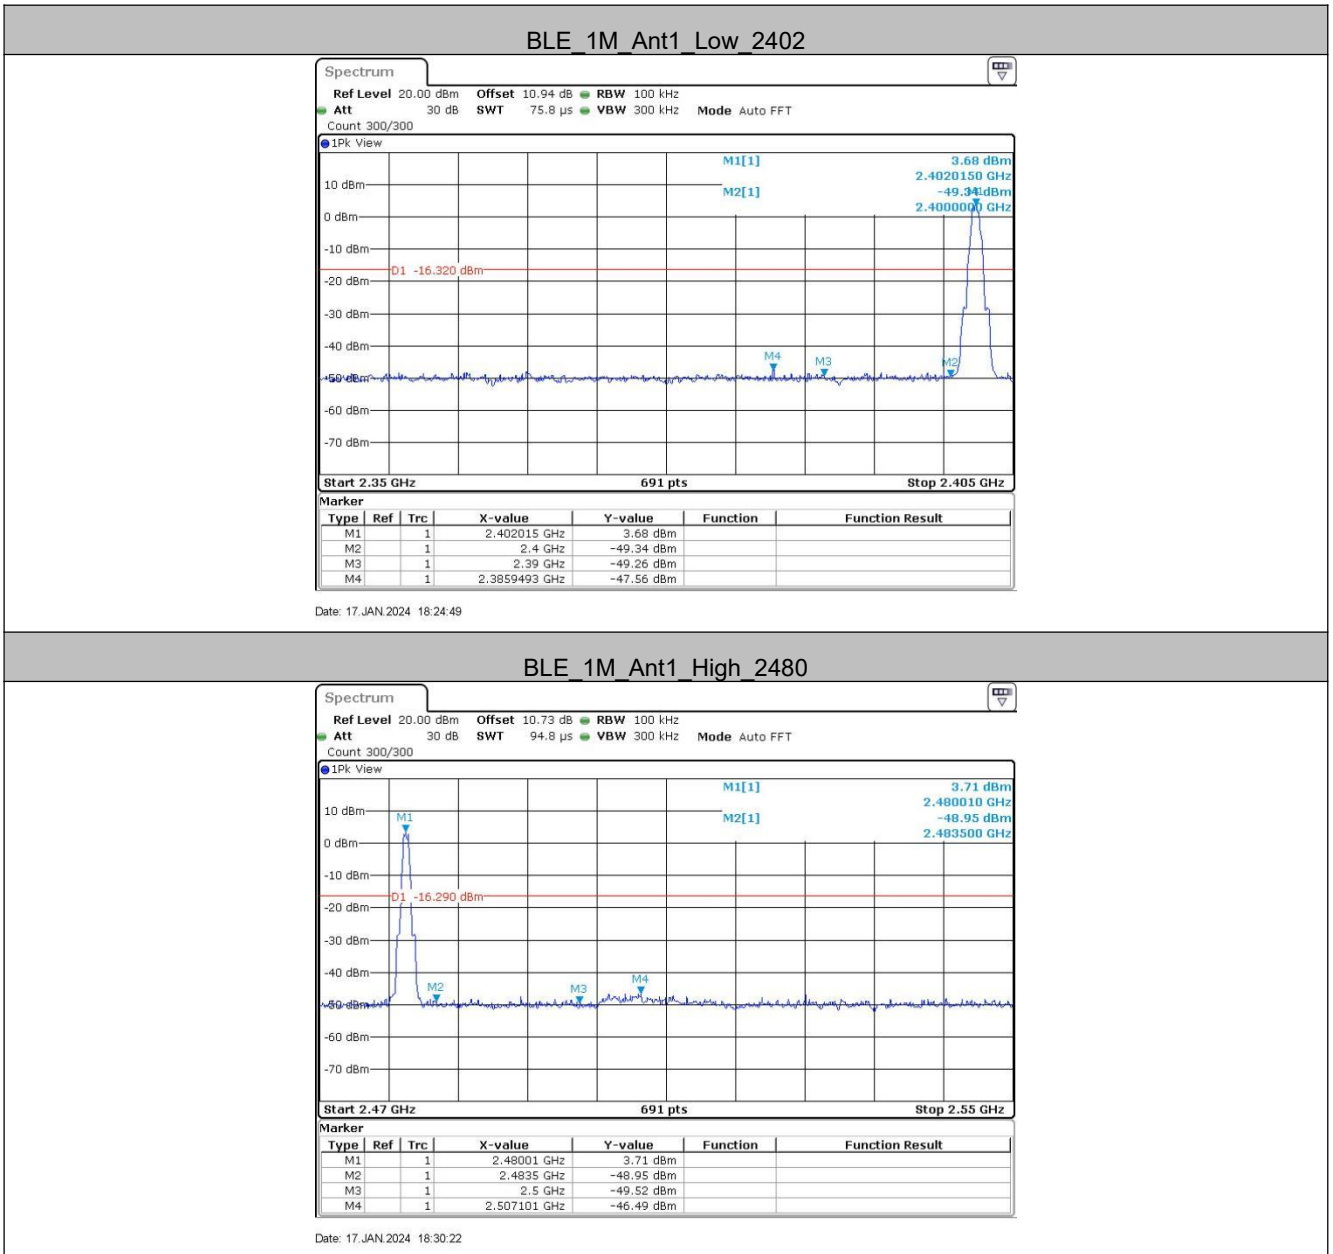 BLE_1M_Ant1_Low_2402
Spectrum
Ref Level 20.00 dBm Offset 10.94 dB RBW 100 kHz
Att 30 dB SWT 75.8 µs VBW 300 kHz Mode Auto FFT
Count 300/300
1Pk View
M1[1] 3.68 dBm
2.4020150 GHz
M2[1] -49.34 dBm
2.4000000 GHz
M1
10 dBm
0 dBm
-10 dBm
D1 -16.320 dBm
-20 dBm
-30 dBm
-40 dBm
M4 M3 M2
-50 dBm
-60 dBm
-70 dBm
Start 2.35 GHz 691 pts Stop 2.405 GHz
Marker
Type Ref Trc X-value Y-value Function Function Result
M1 1 2.402015 GHz 3.68 dBm
M2 1 2.4 GHz -49.34 dBm
M3 1 2.39 GHz -49.26 dBm
M4 1 2.3859493 GHz -47.56 dBm
Date: 17.JAN.2024 18:24:49
BLE_1M_Ant1_High_2480
Spectrum
Ref Level 20.00 dBm Offset 10.73 dB RBW 100 kHz
Att 30 dB SWT 94.8 µs VBW 300 kHz Mode Auto FFT
Count 300/300
1Pk View
M1[1] 3.71 dBm
2.480010 GHz
M2[1] -48.95 dBm
2.483500 GHz
10 dBm
M1
0 dBm
-10 dBm
D1 -16.290 dBm
-20 dBm
-30 dBm
-40 dBm
M2 M3 M4
-50 dBm
-60 dBm
-70 dBm
Start 2.47 GHz 691 pts Stop 2.55 GHz
Marker
Type Ref Trc X-value Y-value Function Function Result
M1 1 2.48001 GHz 3.71 dBm
M2 1 2.4835 GHz -48.95 dBm
M3 1 2.5 GHz -49.52 dBm
M4 1 2.507101 GHz -46.49 dBm
Date: 17.JAN.2024 18:30:22